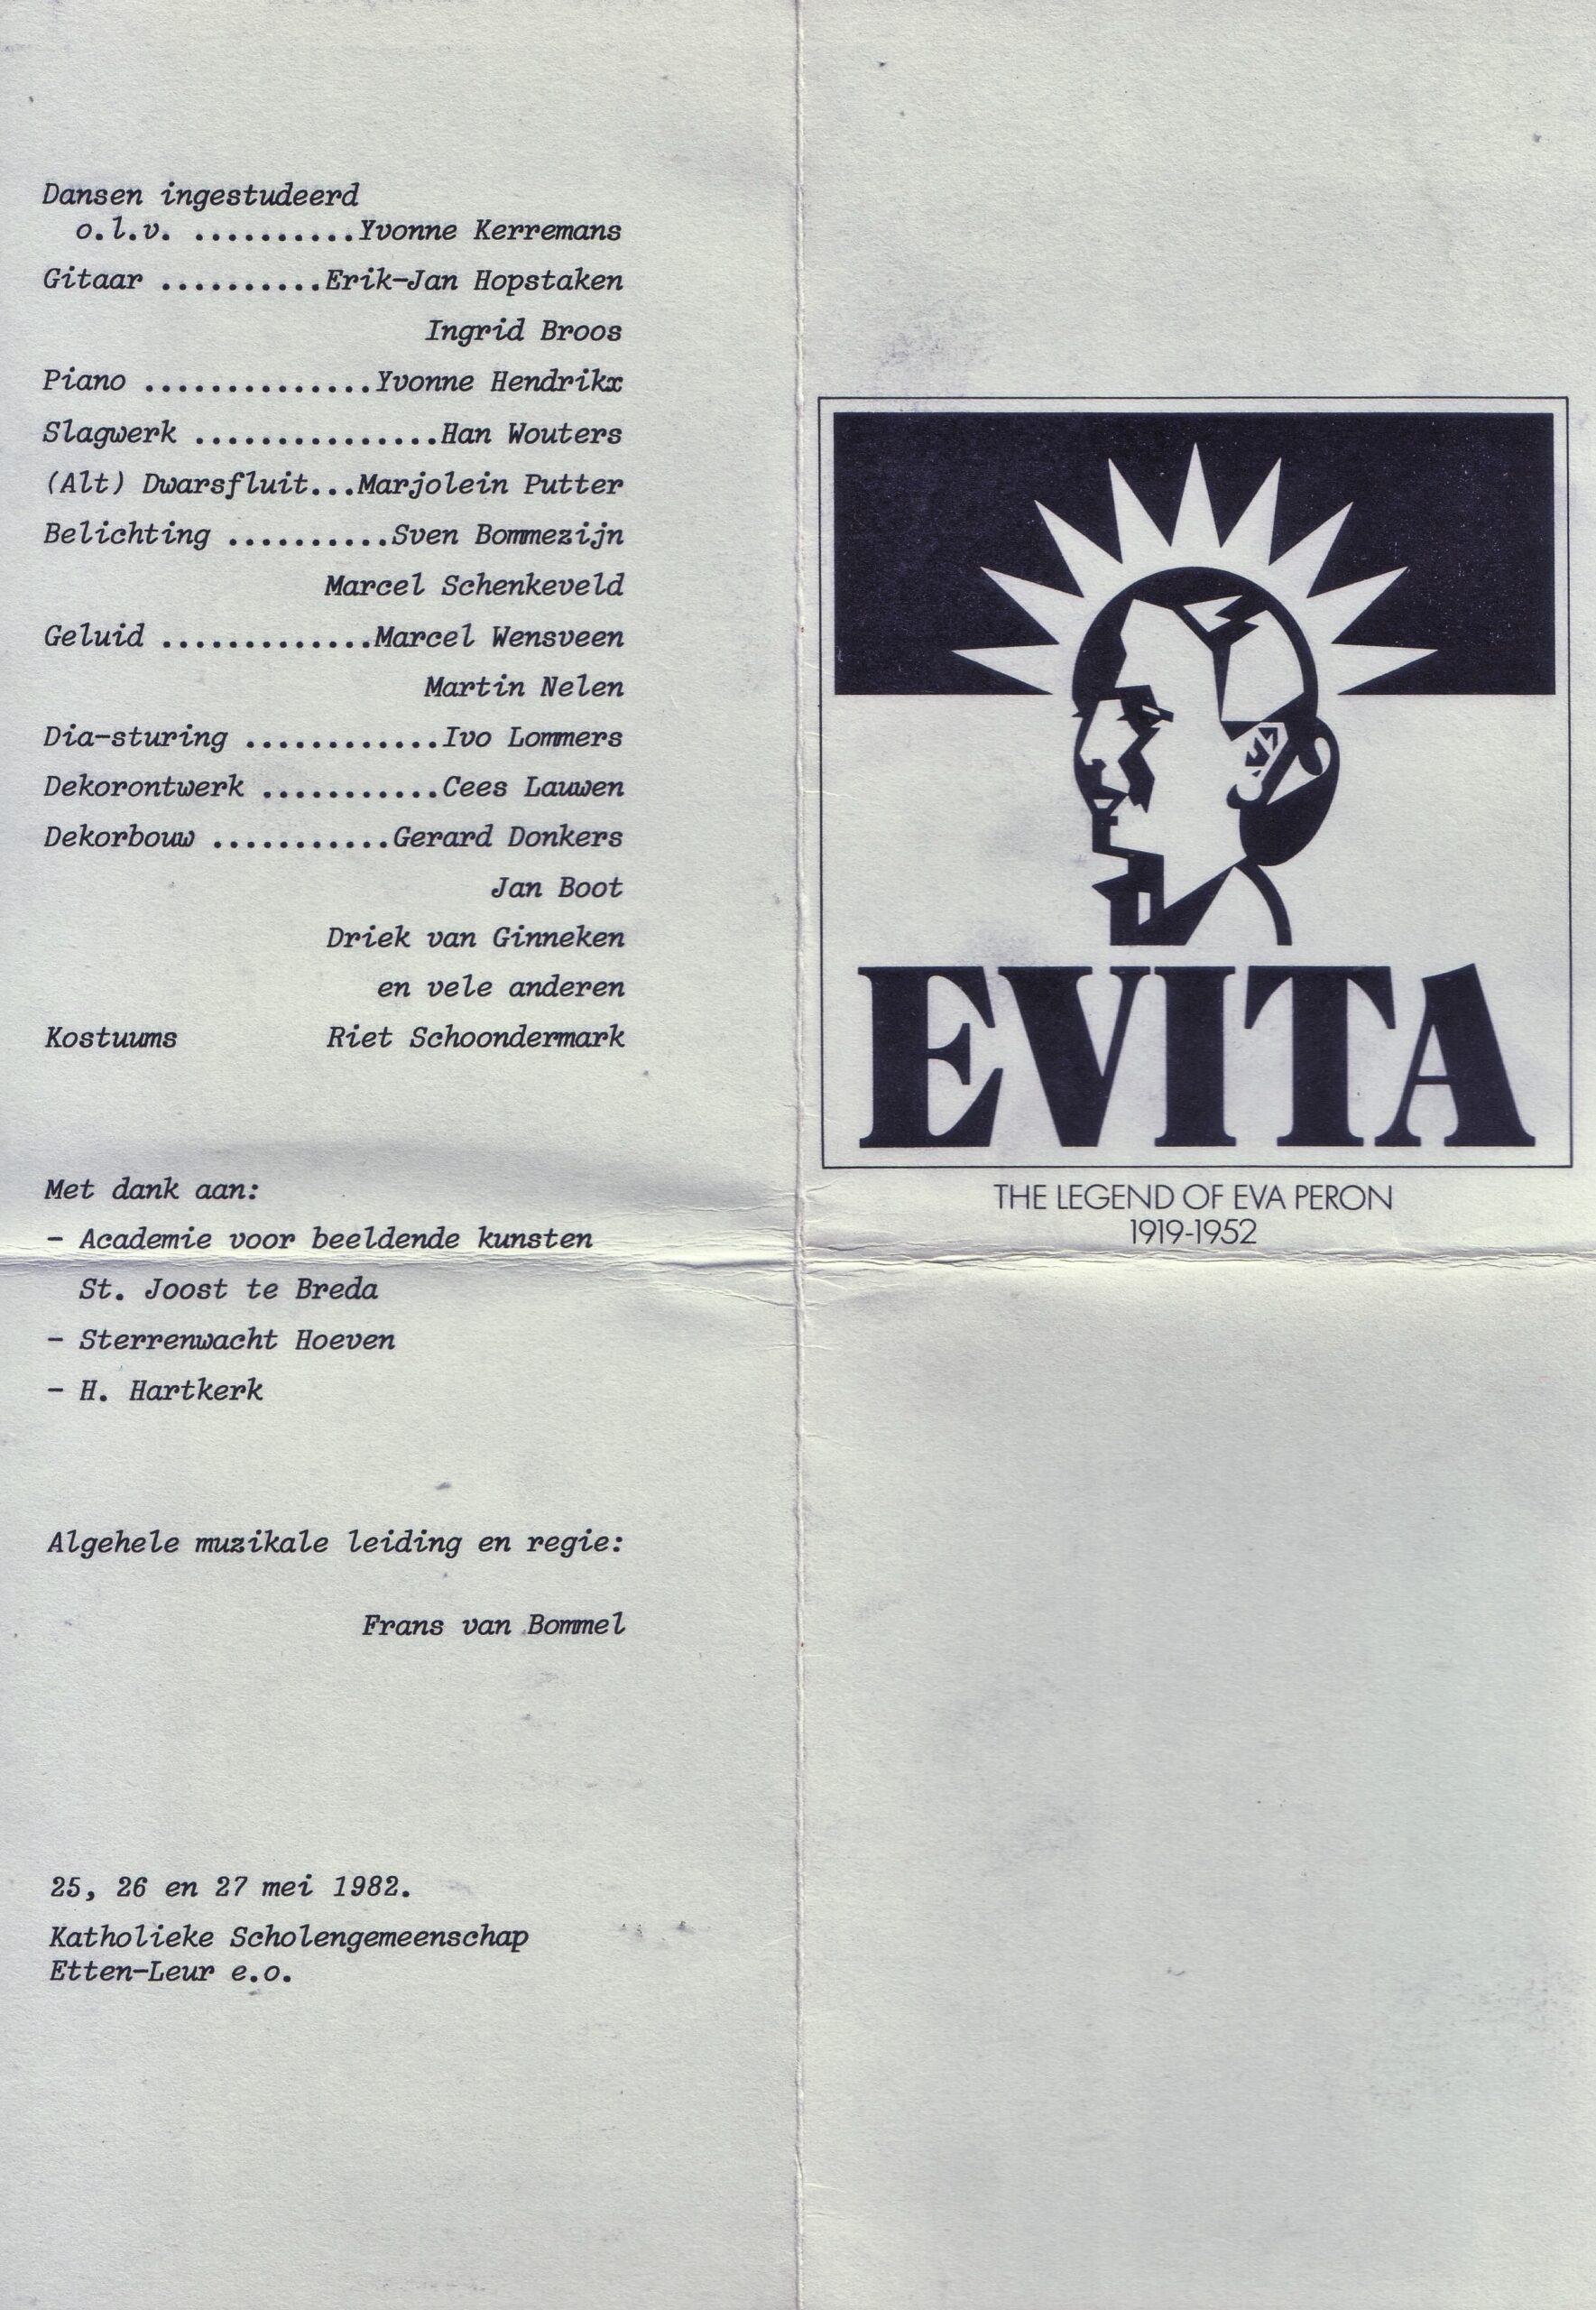 Dansen ingestudeerd
o.l.v. ..........Yvonne Kerremans
Gitaar ..........Erik-Jan Hopstaken
Ingrid Broos
Piano ..............Yvonne Hendrikx
Slagwerk ...............Han Wouters
(Alt) Dwarsfluit...Marjolein Putter
Belichting ..........Sven Bommezijn
Marcel Schenkeveld
Geluid .............Marcel Wensveen
Martin Nelen
Dia-sturing ............Ivo Lommers
Dekorontwerk ...........Cees Lauwen
Dekorbouw ...........Gerard Donkers
Jan Boot
Driek van Ginneken
en vele anderen
Kostuums Riet Schoondermark
Met dank aan:
- Academie voor beeldende kunsten
St. Joost te Breda
- Sterrenwacht Hoeven
- H. Hartkerk
Algehele muzikale leiding en regie:
Frans van Bommel
25, 26 en 27 mei 1982.
Katholieke Scholengemeenschap
Etten-Leur e.o.
EVITA
THE LEGEND OF EVA PERON
1919-1952